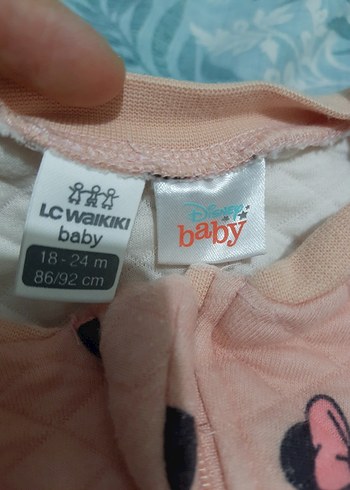 LC WAIKIKI
baby
18 - 24 m
86/92 cm
Disney
baby